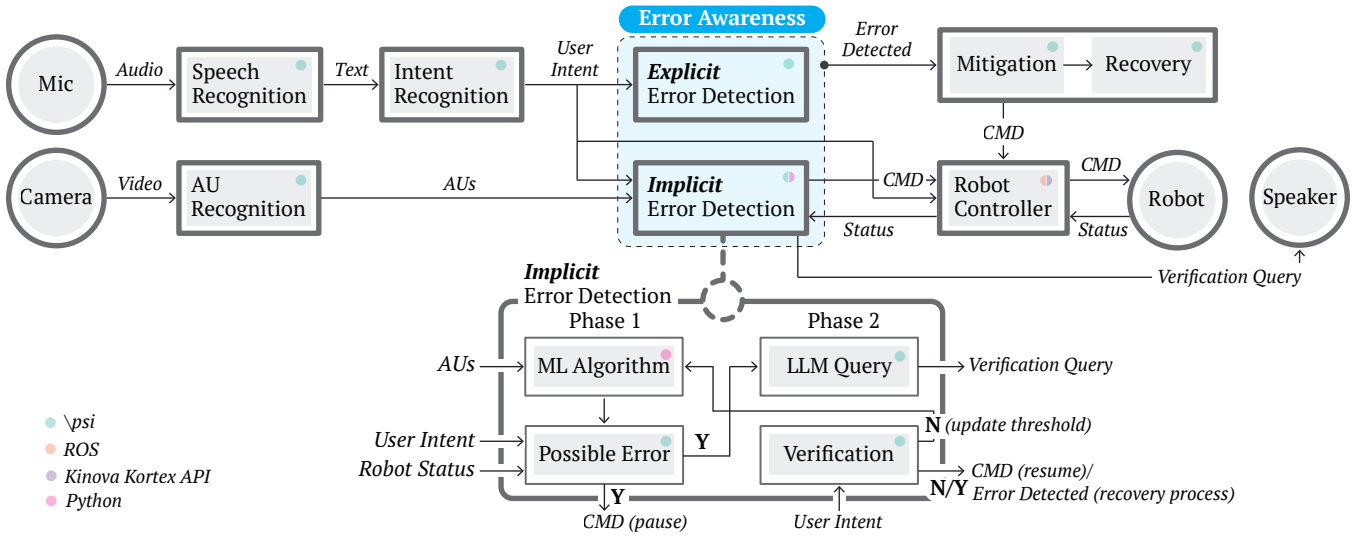 Error Awareness
Mic
Audio
Speech
Recognition
Text
Intent
Recognition
User
Intent
Explicit
Error Detection
Error
Detected
Mitigation
Recovery
CMD
Camera
Video
AU
Recognition
AUs
Implicit
Error Detection
CMD
Status
Robot
Controller
CMD
Status
Robot
Speaker
Verification Query
Implicit
Error Detection
Phase 1
Phase 2
AUs
ML Algorithm
LLM Query
Verification Query
N (update threshold)
User Intent
Robot Status
Possible Error
Y
Verification
N/Y
CMD (resume)/
Error Detected (recovery process)
Y
CMD (pause)
User Intent
\psi
ROS
Kinova Kortex API
Python